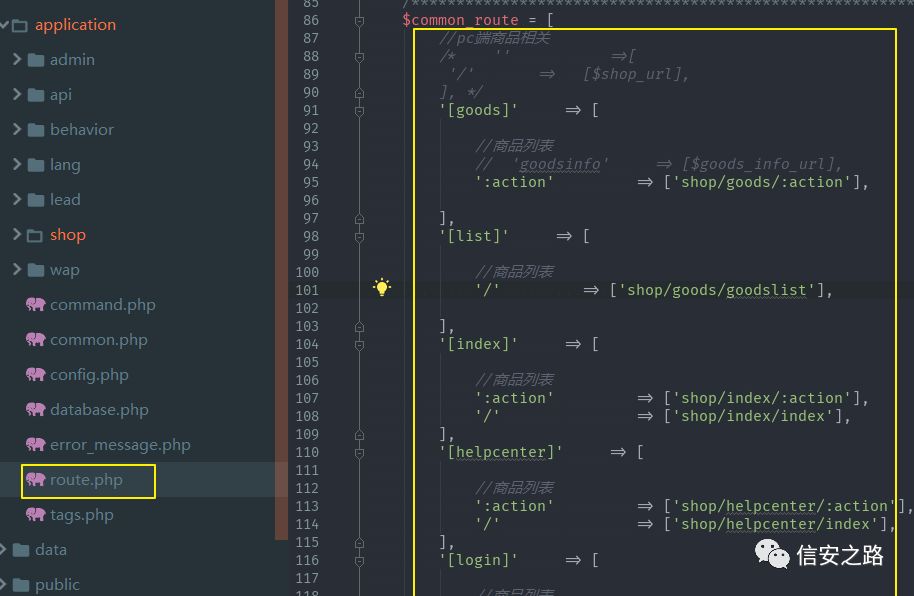 application
admin
api
behavior
lang
lead
shop
wap
command.php
common.php
config.php
database.php
error_message.php
route.php
tags.php
data
public
85 /****************************************************
86 $common_route = [
87 //pc端商品相关
88 /* '' =>[
89 '/' => [$shop_url],
90 ], */
91 '[goods]' => [
92
93 //商品列表
94 // 'goodsinfo' => [$goods_info_url],
95 ':action' => ['shop/goods/:action'],
96
97 ],
98 '[list]' => [
99
100 //商品列表
101 '/' => ['shop/goods/goodslist'],
102
103 ],
104 '[index]' => [
105
106 //商品列表
107 ':action' => ['shop/index/:action'],
108 '/' => ['shop/index/index'],
109 ],
110 '[helpcenter]' => [
111
112 //商品列表
113 ':action' => ['shop/helpcenter/:action'],
114 '/' => ['shop/helpcenter/index'],
115 ],
116 '[login]' => [
117
118 //商品列表
信安之路